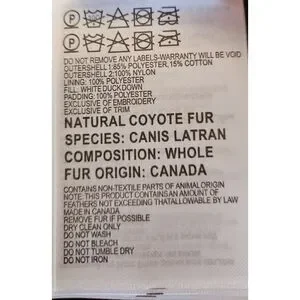 DO NOT REMOVE ANY LABELS-WARRANTY WILL BE VOID
OUTERSHELL 1:85% POLYESTER,15% COTTON
OUTERSHELL 2:100% NYLON
LINING: 100% POLYESTER
FILL: WHITE DUCKDOWN
PADDING: 100% POLYESTER
EXCLUSIVE OF EMBROIDERY
EXCLUSIVE OF TRIM
NATURAL COYOTE FUR
SPECIES: CANIS LATRAN
COMPOSITION: WHOLE
FUR ORIGIN: CANADA
CONTAINS NON-TEXTILE PARTS OF ANIMAL ORIGIN
NOTE: THIS PRODUCT CONTAINS AN AMOUNT OF
FEATHERS NOT EXCEEDING THATALLOWABLE BY LAW
MADE IN CANADA
REMOVE FUR IF POSSIBLE
DRY CLEAN ONLY
DO NOT WASH
DO NOT BLEACH
DO NOT TUMBLE DRY
DO NOT IRON